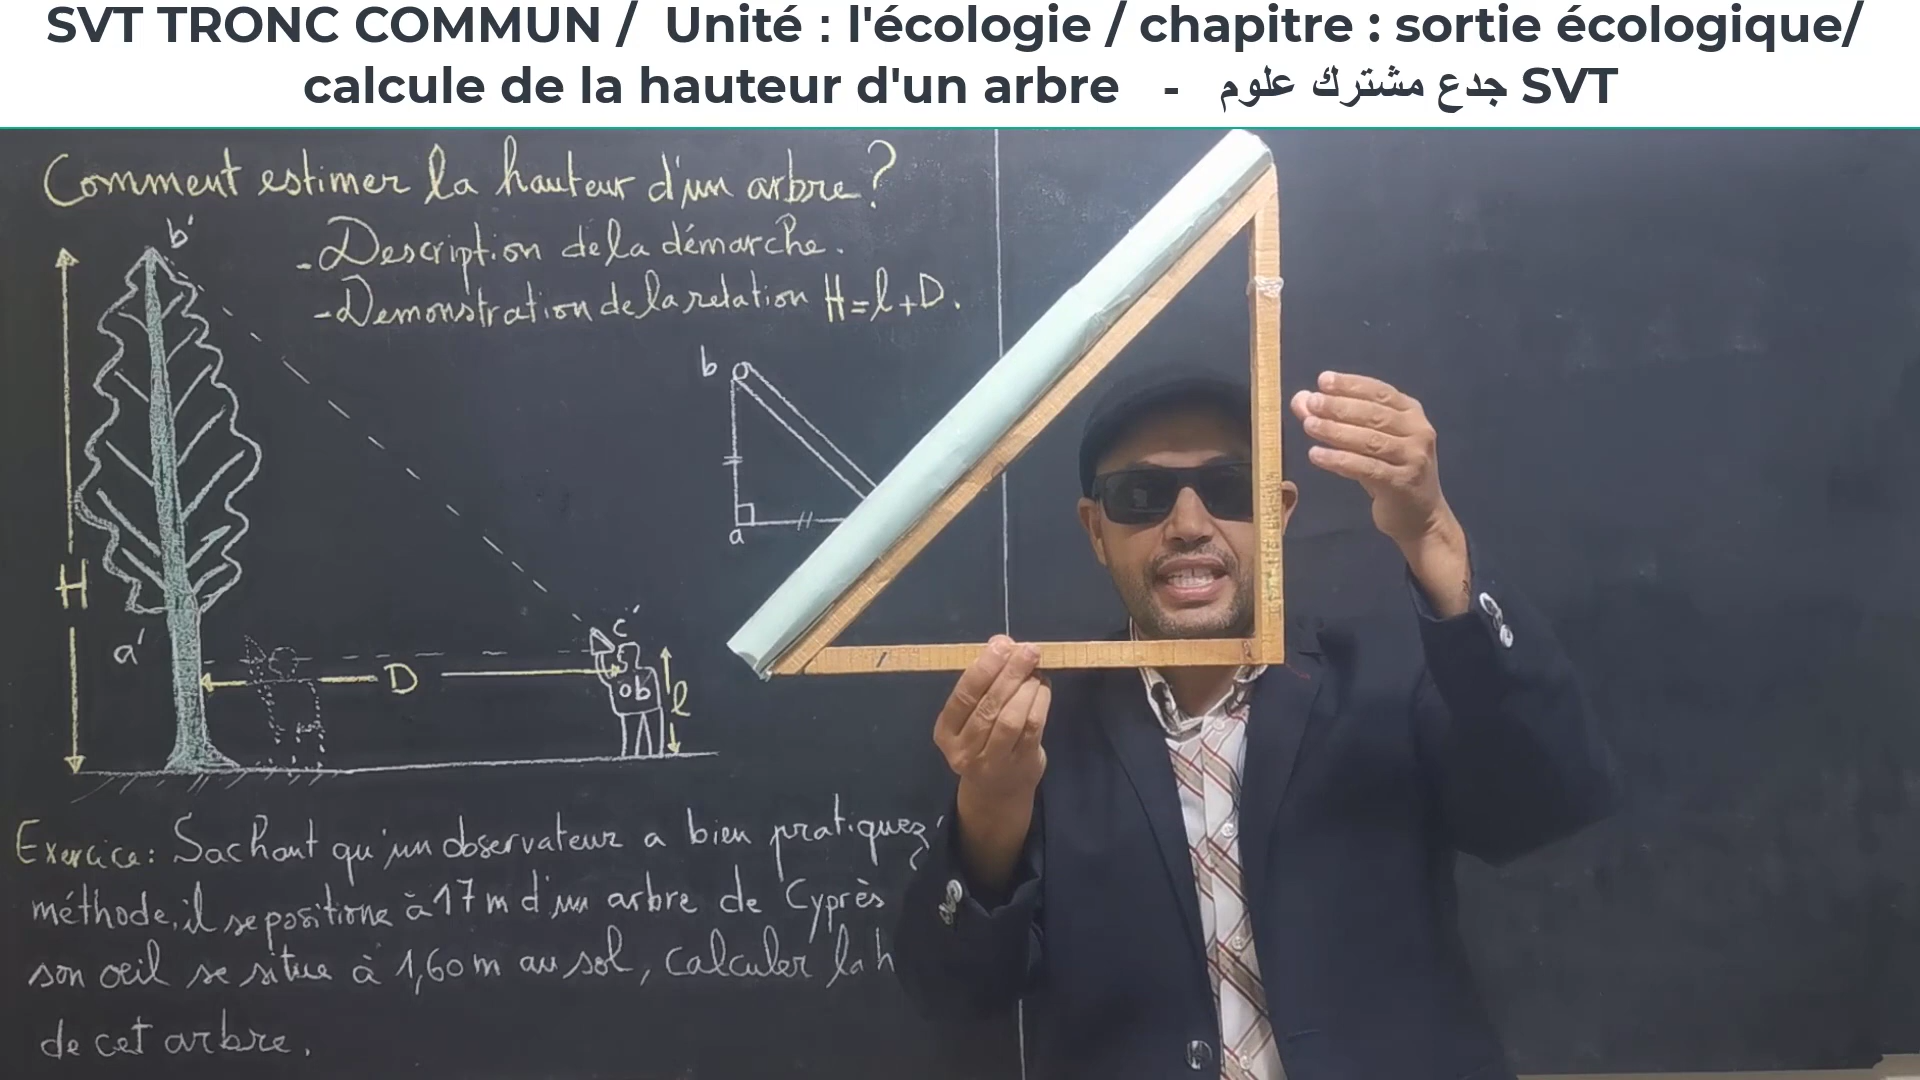 SVT TRONC COMMUN / Unité : l'écologie / chapitre : sortie écologique/
calcule de la hauteur d'un arbre - جدع مشترك علوم SVT
Comment estimer la hauteur d'un arbre?
- Description de la démarche.
- Demonstration de la relation H=l+D.
b'
b
a
H
a'
c'
D
ob
l
Exercice: Sachant qu'un observateur a bien pratiquez
méthode, il se positione à 17 m d'un arbre de Cyprès
son œil se situe à 1,60m au sol, calculer la h
de cet arbre.